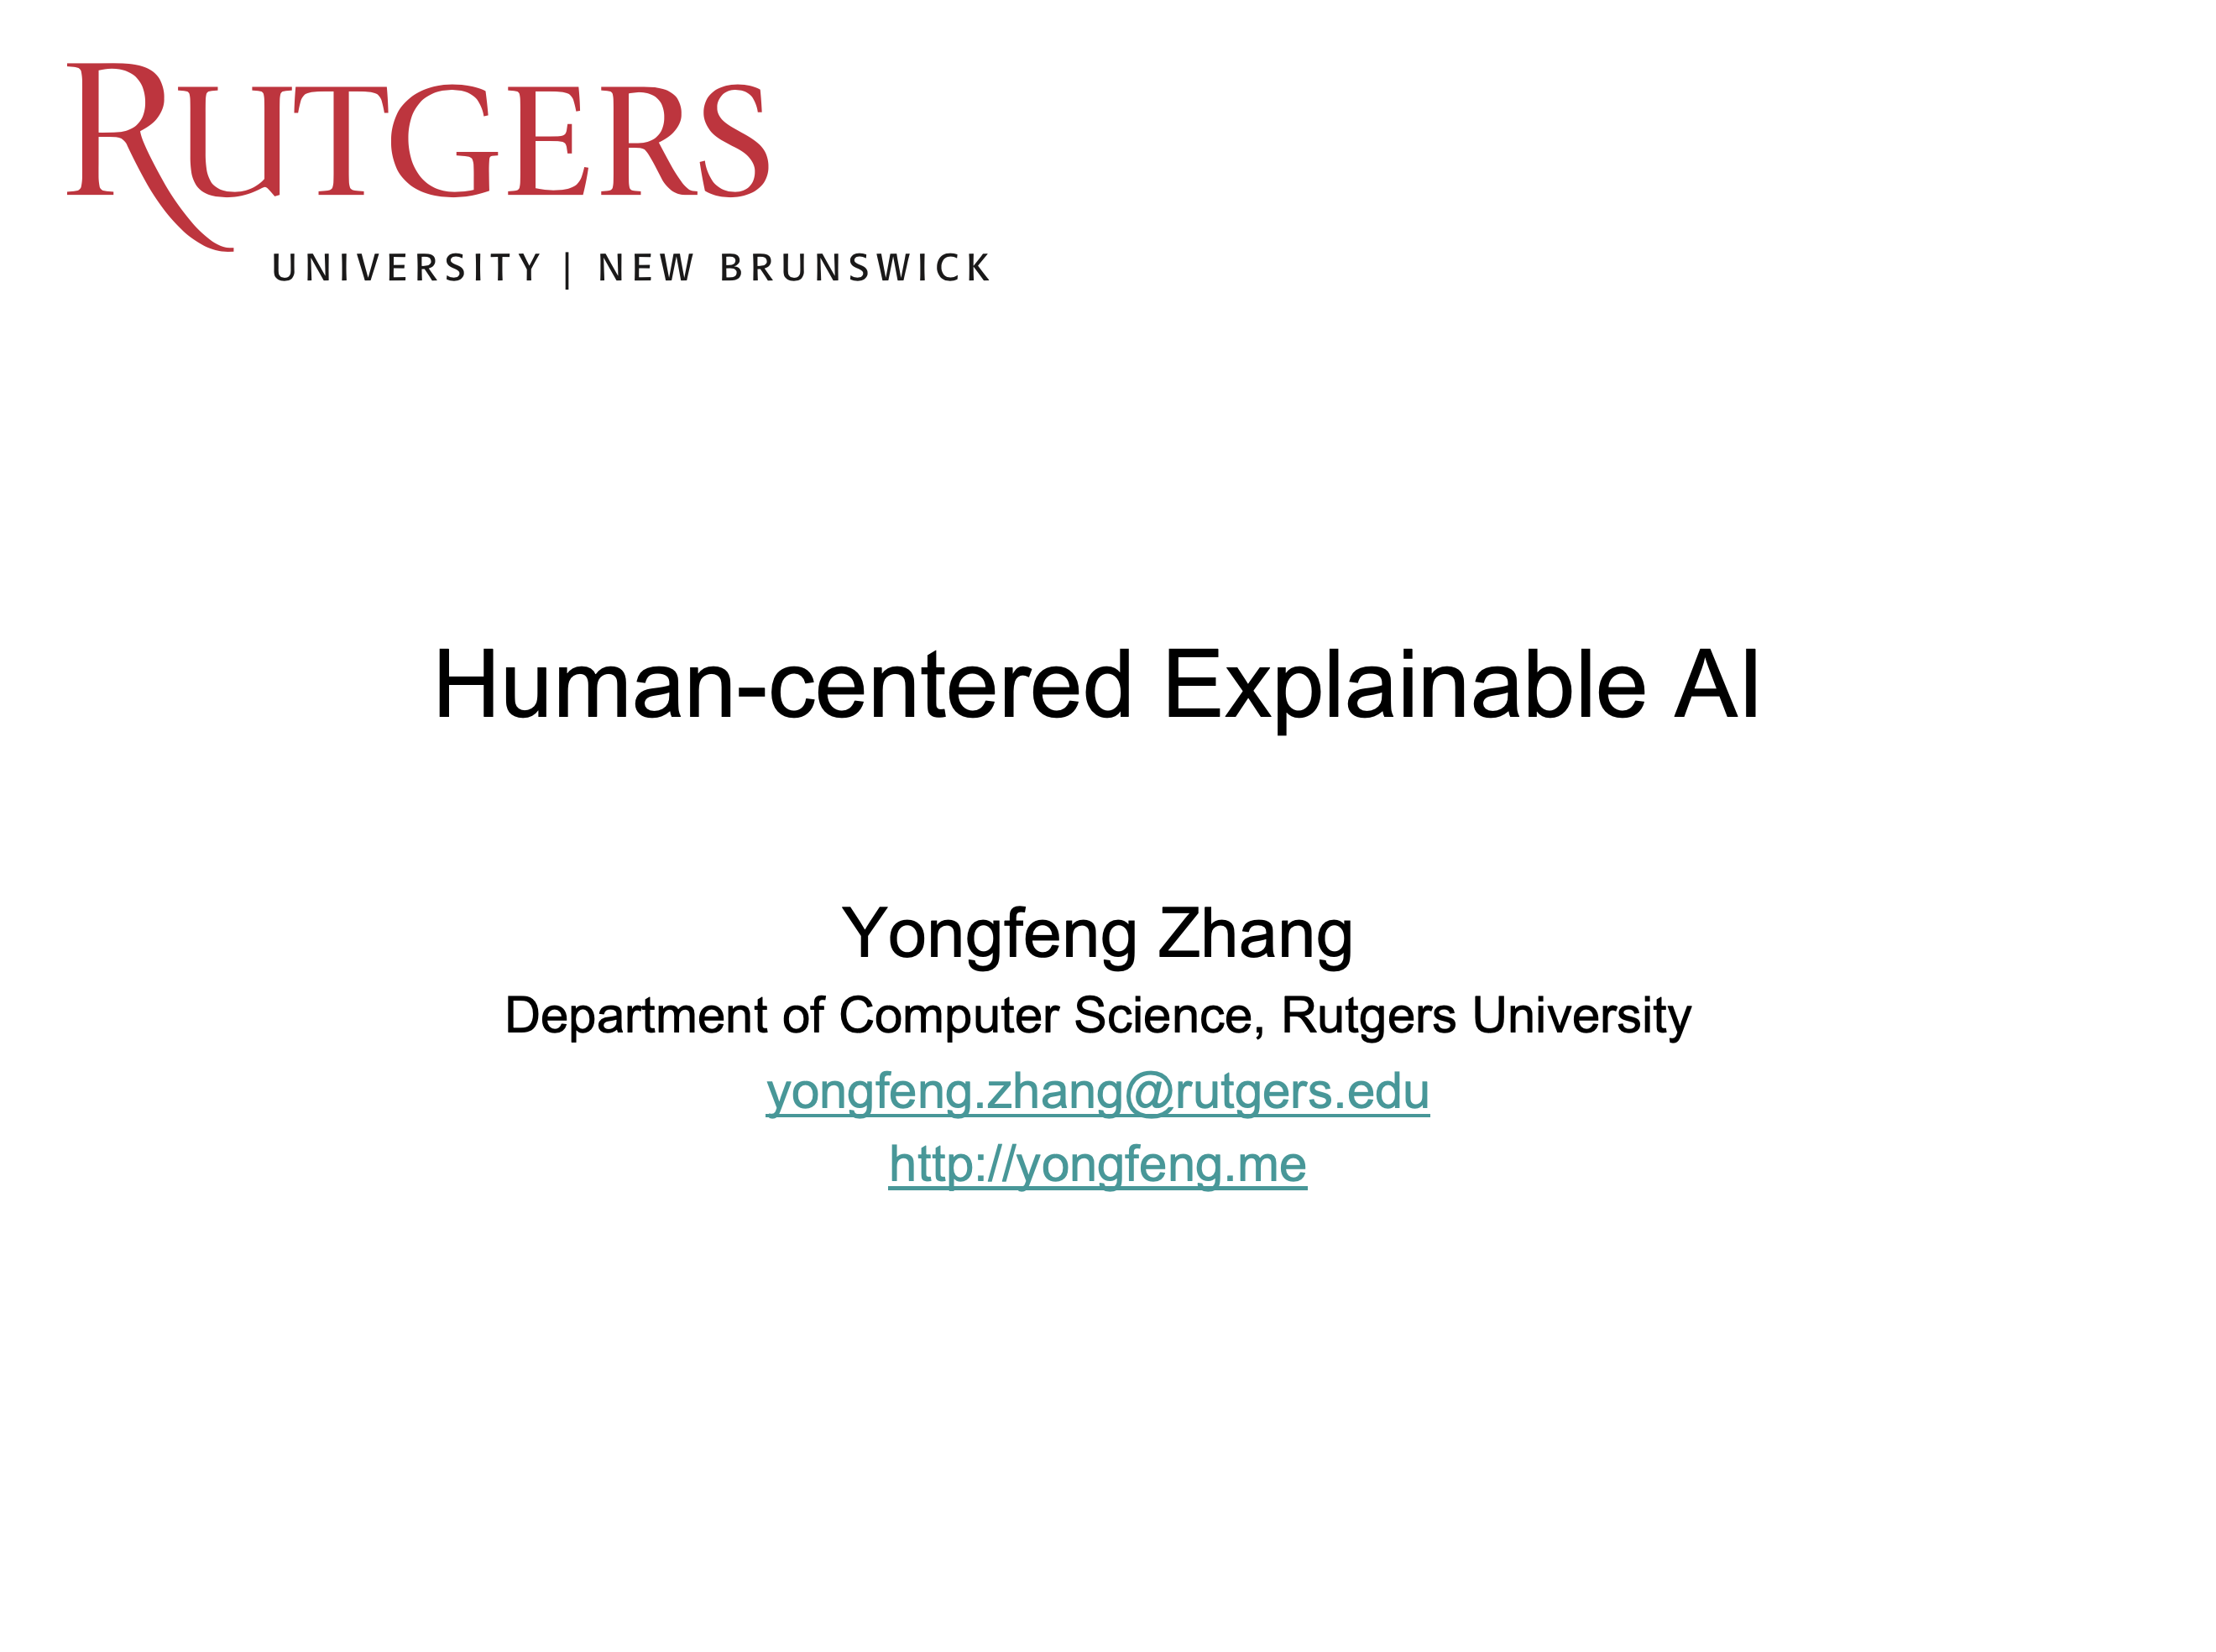 RUTGERS
UNIVERSITY | NEW BRUNSWICK
Human-centered Explainable AI
Yongfeng Zhang
Department of Computer Science, Rutgers University
yongfeng.zhang@rutgers.edu
http://yongfeng.me